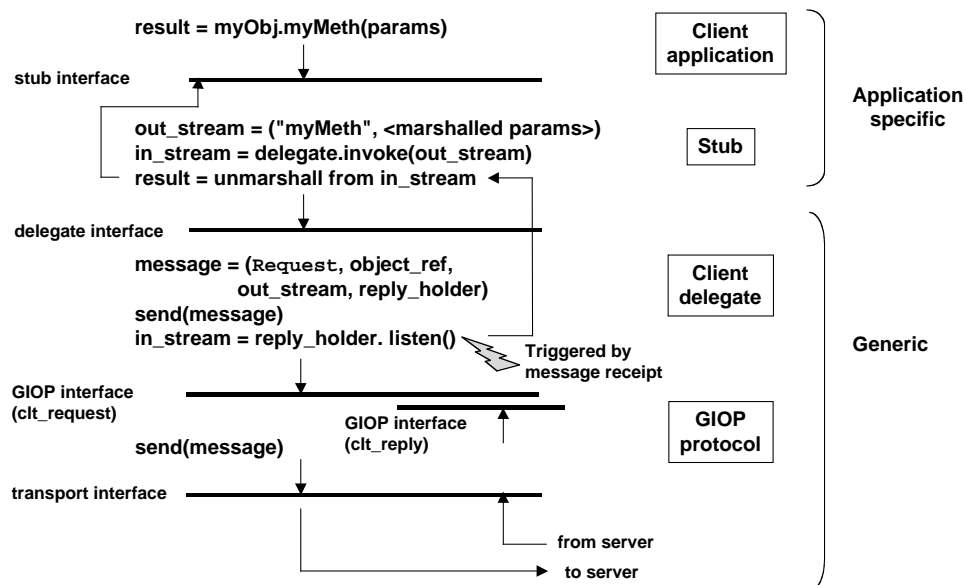 result = myObj.myMeth(params)
Client
application
stub interface
Application
specific
out_stream = ("myMeth", <marshalled params>)
in_stream = delegate.invoke(out_stream)
result = unmarshall from in_stream
Stub
delegate interface
message = (Request, object_ref,
out_stream, reply_holder)
send(message)
in_stream = reply_holder. listen()
Client
delegate
Triggered by
message receipt
Generic
GIOP interface
(clt_request)
GIOP interface
(clt_reply)
GIOP
protocol
send(message)
transport interface
from server
to server